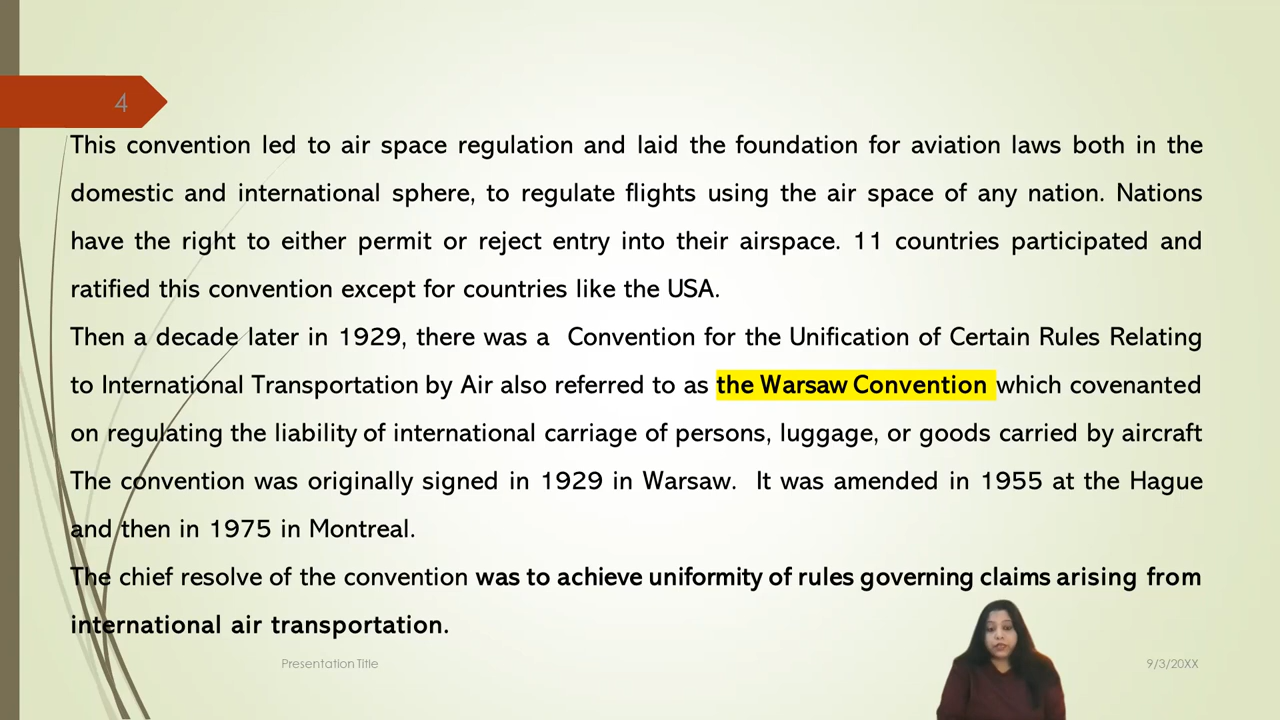 4
This convention led to air space regulation and laid the foundation for aviation laws both in the
domestic and international sphere, to regulate flights using the air space of any nation. Nations
have the right to either permit or reject entry into their airspace. 11 countries participated and
ratified this convention except for countries like the USA.
Then a decade later in 1929, there was a Convention for the Unification of Certain Rules Relating
to International Transportation by Air also referred to as the Warsaw Convention which covenanted
on regulating the liability of international carriage of persons, luggage, or goods carried by aircraft
The convention was originally signed in 1929 in Warsaw. It was amended in 1955 at the Hague
and then in 1975 in Montreal.
The chief resolve of the convention was to achieve uniformity of rules governing claims arising from
international air transportation.
Presentation Title
9/3/20XX